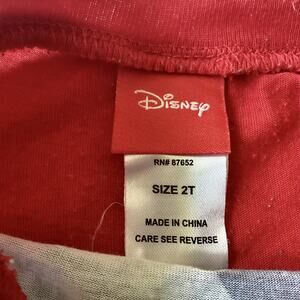 Disney
RN# 87652
SIZE 2T
MADE IN CHINA
CARE SEE REVERSE